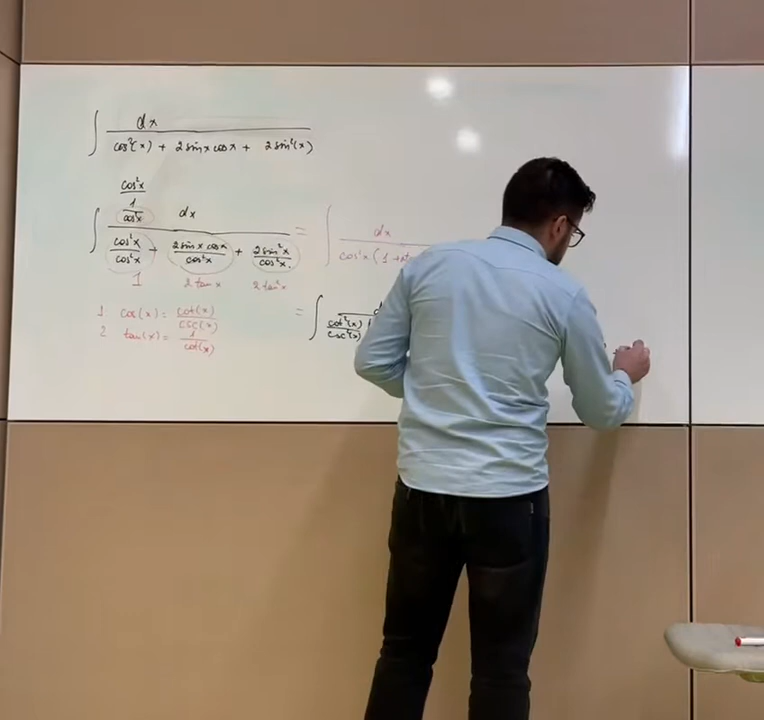 ∫ dx / (cos²(x) + 2 sin x cos x + 2 sin²(x))
cos²x
∫ (1/cos²x) dx / (cos²x/cos²x + 2 sin x cos x/cos²x + 2 sin²x/cos²x) = ∫ dx / (cos²x (1 +
1 2 tan x 2 tan²x
1. cos(x) = cot(x)/csc(x) = ∫ / (cot²(x)/csc²(x)
2 tan(x) = 1/cot(x)